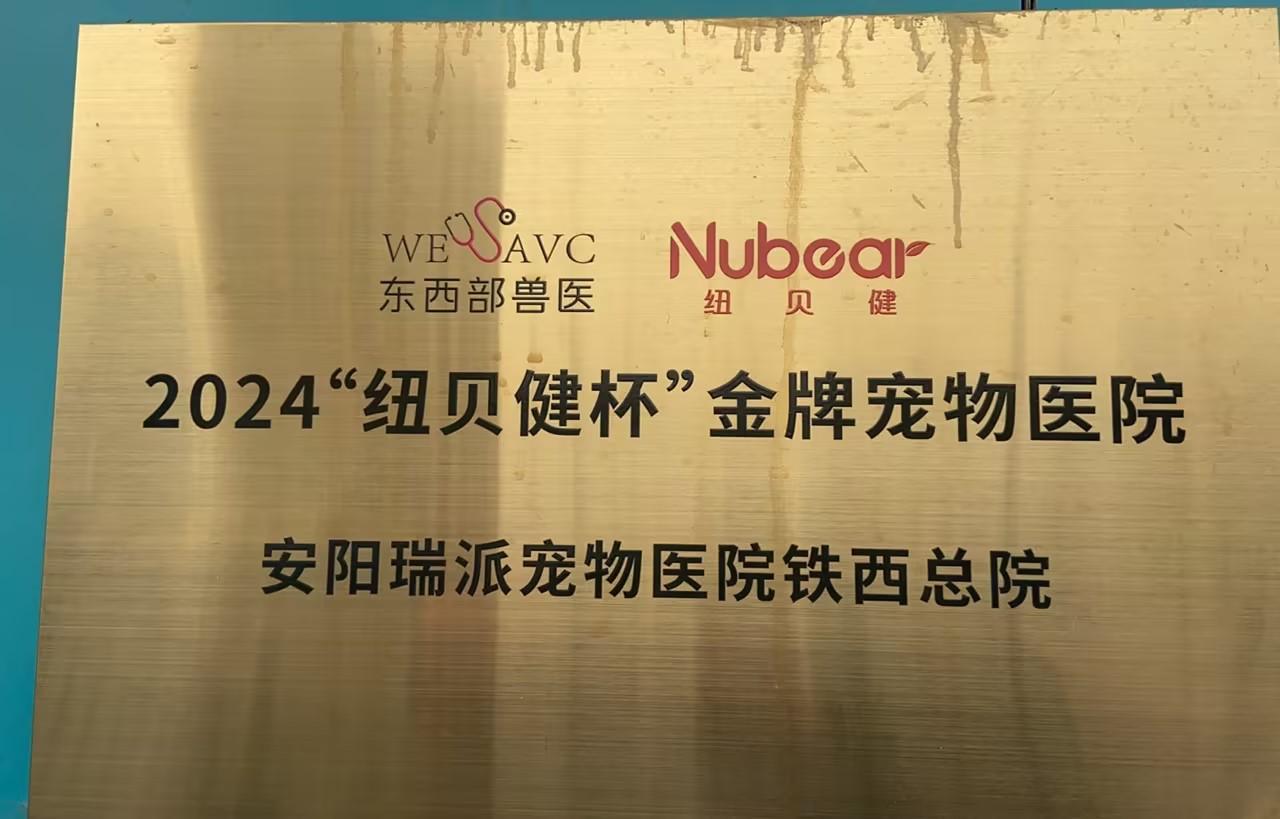 WESAVC Nubear
东西部兽医 纽贝健
2024“纽贝健杯”金牌宠物医院
安阳瑞派宠物医院铁西总院